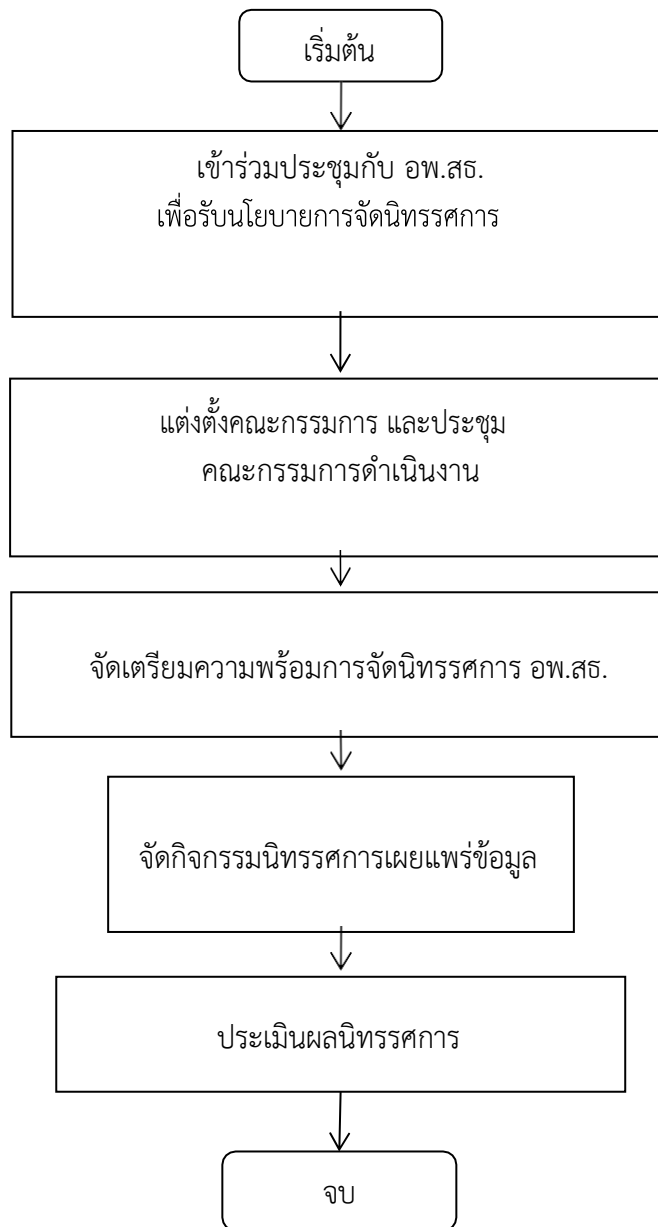 เริ่มต้น
เข้าร่วมประชุมกับ อพ.สธ.
เพื่อรับนโยบายการจัดนิทรรศการ
แต่งตั้งคณะกรรมการ และประชุม
คณะกรรมการดำเนินงาน
จัดเตรียมความพร้อมการจัดนิทรรศการ อพ.สธ.
จัดกิจกรรมนิทรรศการเผยแพร่ข้อมูล
ประเมินผลนิทรรศการ
จบ